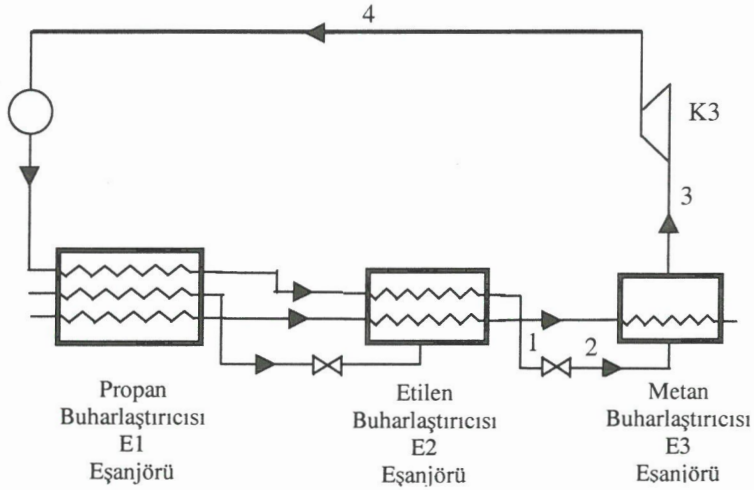 4
K3
3
1
2
Propan
Buharlaştırıcısı
E1
Eşanjörü
Etilen
Buharlaştırıcısı
E2
Eşanjörü
Metan
Buharlaştırıcısı
E3
Eşanjörü